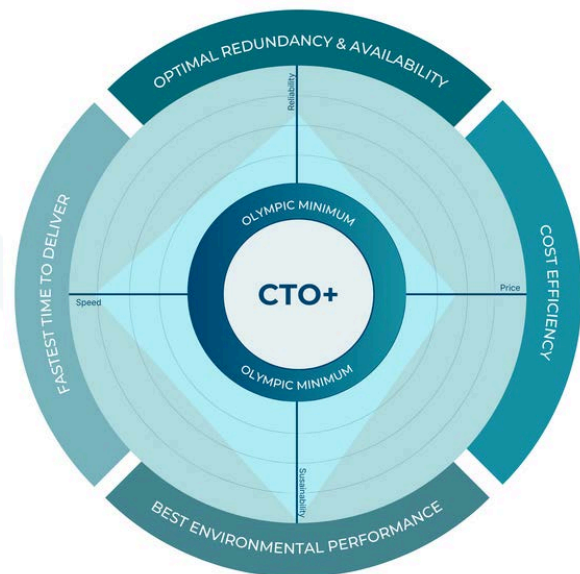 OPTIMAL REDUNDANCY & AVAILABILITY
Reliability
OLYMPIC MINIMUM
FASTEST TIME TO DELIVER
Speed
CTO+
Price
COST EFFICIENCY
OLYMPIC MINIMUM
Sustainability
BEST ENVIRONMENTAL PERFORMANCE